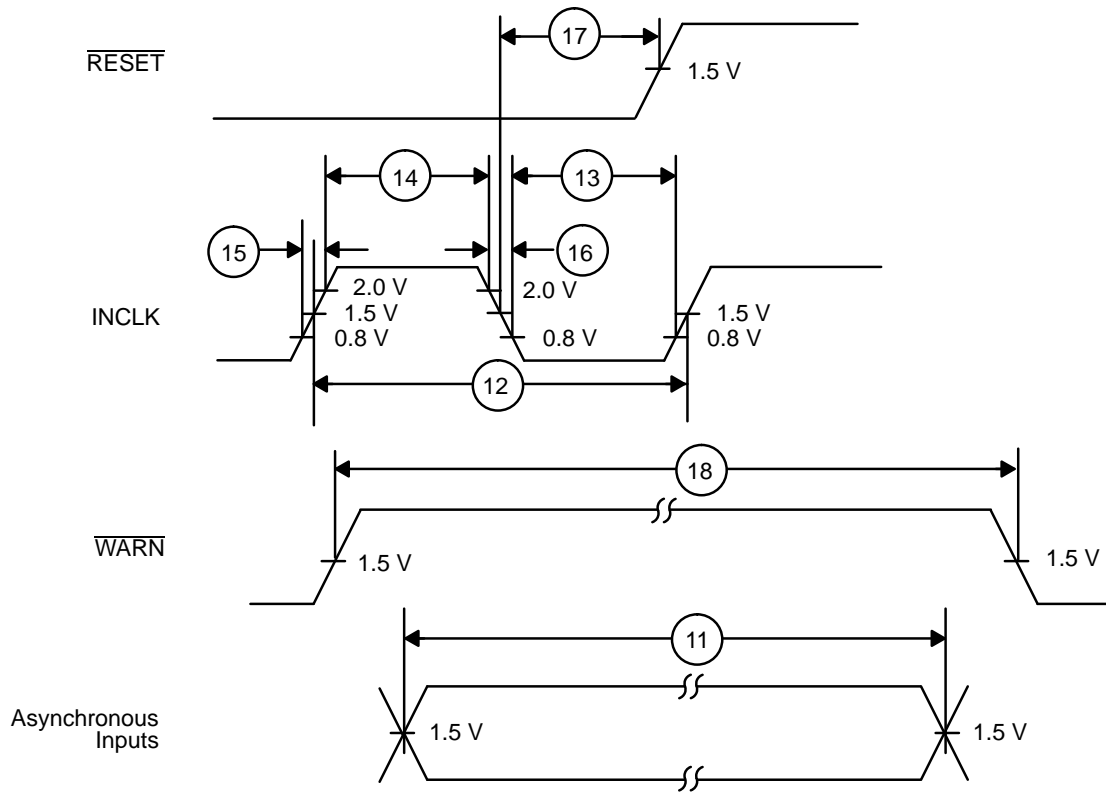 17
RESET
1.5 V
14
13
15
16
2.0 V
2.0 V
INCLK
1.5 V
1.5 V
0.8 V
0.8 V
0.8 V
12
18
WARN
1.5 V
1.5 V
11
Asynchronous
Inputs
1.5 V
1.5 V